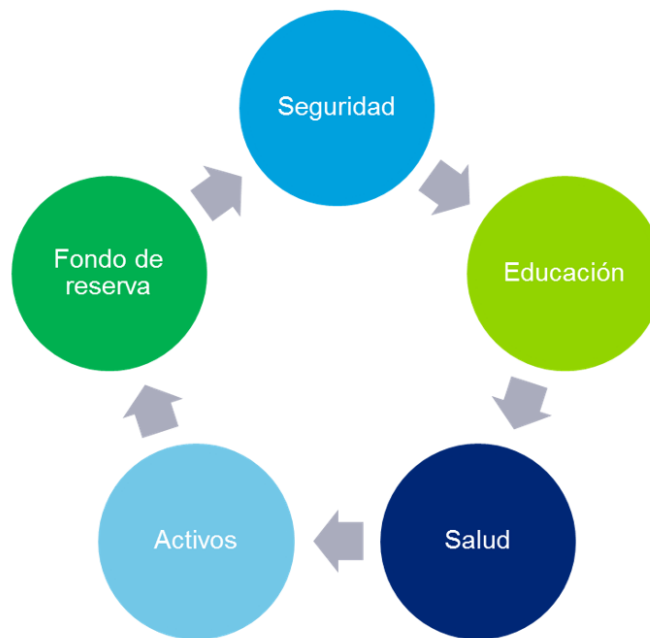 Seguridad
Educación
Salud
Activos
Fondo de
reserva